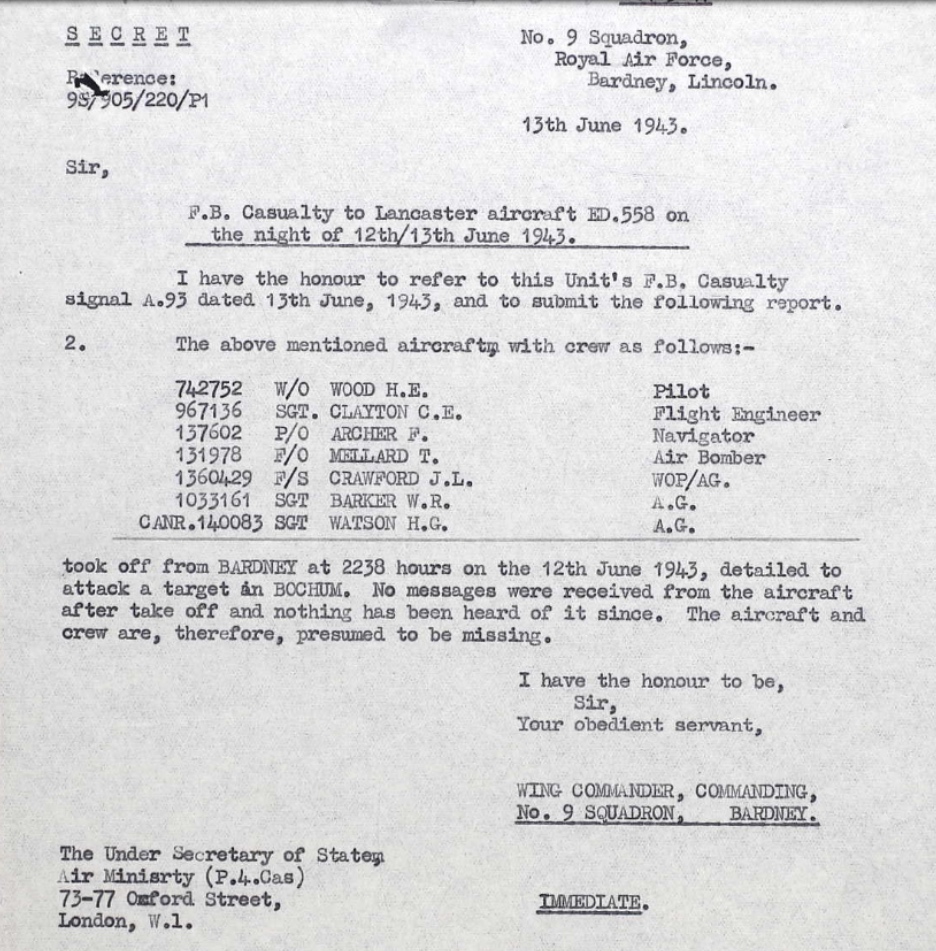 S E C R E T
No. 9 Squadron,
Royal Air Force,
Bardney, Lincoln.
Reference:
9S/905/220/P1
13th June 1943.
Sir,
F.B. Casualty to Lancaster aircraft ED.558 on
the night of 12th/13th June 1943.
I have the honour to refer to this Unit's F.B. Casualty
signal A.93 dated 13th June, 1943, and to submit the following report.
2. The above mentioned aircraft, with crew as follows:-
742752 W/O WOOD H.E. Pilot
967136 SGT. CLAYTON C.E. Flight Engineer
137602 P/O ARCHER F. Navigator
131978 F/O MELLARD T. Air Bomber
1360429 F/S CRAWFORD J.L. WOP/AG.
1033161 SGT BARKER W.R. A.G.
CANR.140083 SGT WATSON H.G. A.G.
took off from BARDNEY at 2238 hours on the 12th June 1943, detailed to
attack a target in BOCHUM. No messages were received from the aircraft
after take off and nothing has been heard of it since. The aircraft and
crew are, therefore, presumed to be missing.
I have the honour to be,
Sir,
Your obedient servant,
WING COMMANDER, COMMANDING,
No. 9 SQUADRON, BARDNEY.
The Under Secretary of State,
Air Minisrty (P.4.Cas)
73-77 Oxford Street,
London, W.1.
IMMEDIATE.